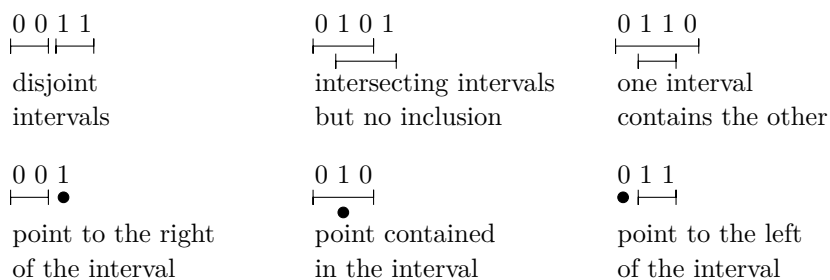 0 0 1 1
disjoint
intervals
0 1 0 1
intersecting intervals
but no inclusion
0 1 1 0
one interval
contains the other
0 0 1
point to the right
of the interval
0 1 0
point contained
in the interval
0 1 1
point to the left
of the interval